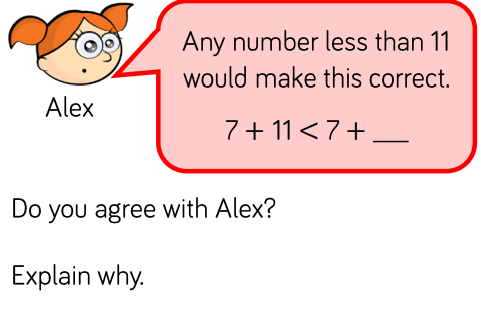 Any number less than 11
would make this correct.
7 + 11 < 7 + ___
Alex
Do you agree with Alex?
Explain why.